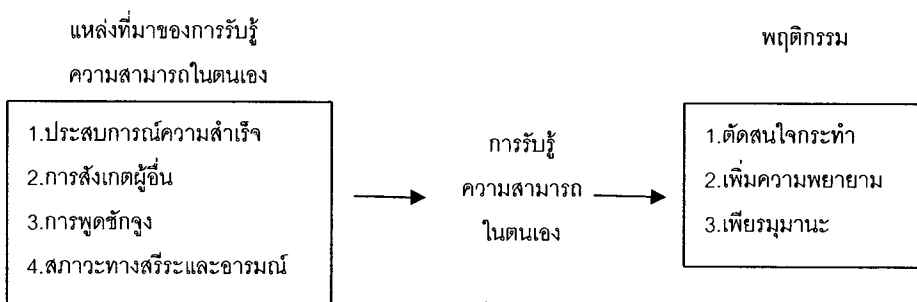 แหล่งที่มาของการรับรู้
ความสามารถในตนเอง
1.ประสบการณ์ความสำเร็จ
2.การสังเกตผู้อื่น
3.การพูดชักจูง
4.สภาวะทางสรีระและอารมณ์
การรับรู้
ความสามารถ
ในตนเอง
พฤติกรรม
1.ตัดสนใจกระทำ
2.เพิ่มความพยายาม
3.เพียรมุมานะ